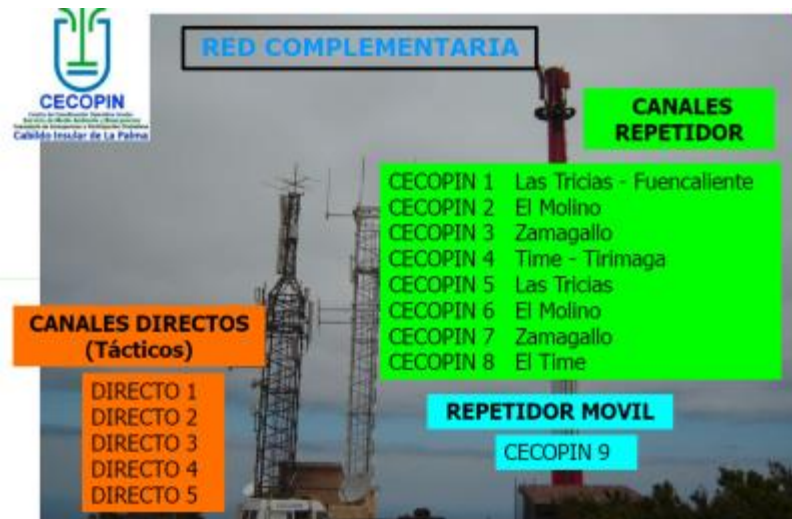 RED COMPLEMENTARIA
CECOPIN
Cabildo Insular de La Palma
CANALES
REPETIDOR
CECOPIN 1 Las Tricias - Fuencaliente
CECOPIN 2 El Molino
CECOPIN 3 Zamagallo
CECOPIN 4 Time - Tirimaga
CECOPIN 5 Las Tricias
CECOPIN 6 El Molino
CECOPIN 7 Zamagallo
CECOPIN 8 El Time
CANALES DIRECTOS
(Tácticos)
DIRECTO 1
DIRECTO 2
DIRECTO 3
DIRECTO 4
DIRECTO 5
REPETIDOR MOVIL
CECOPIN 9